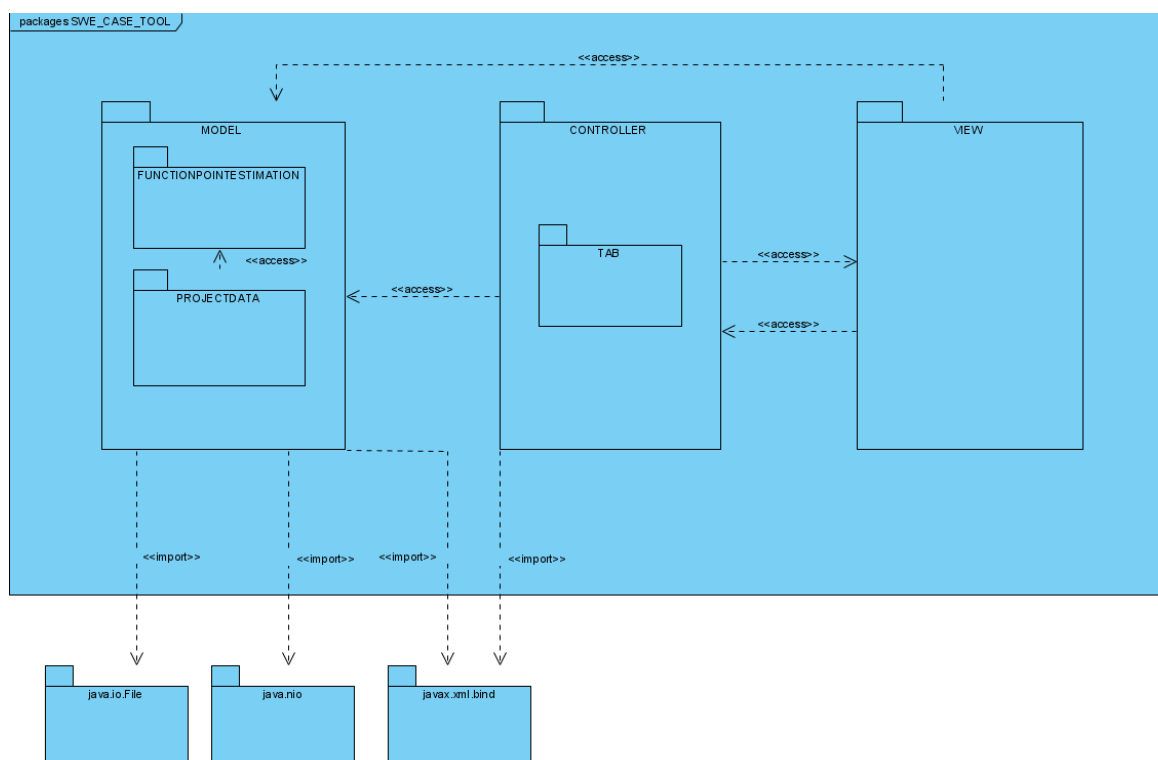 packages SWE_CASE_TOOL
<<access>>
MODEL
CONTROLLER
VIEW
FUNCTIONPOINTESTIMATION
TAB
<<access>>
<<access>>
<<access>>
PROJECTDATA
<<access>>
<<import>>
<<import>>
<<import>>
<<import>>
java.io.File
java.nio
javax.xml.bind